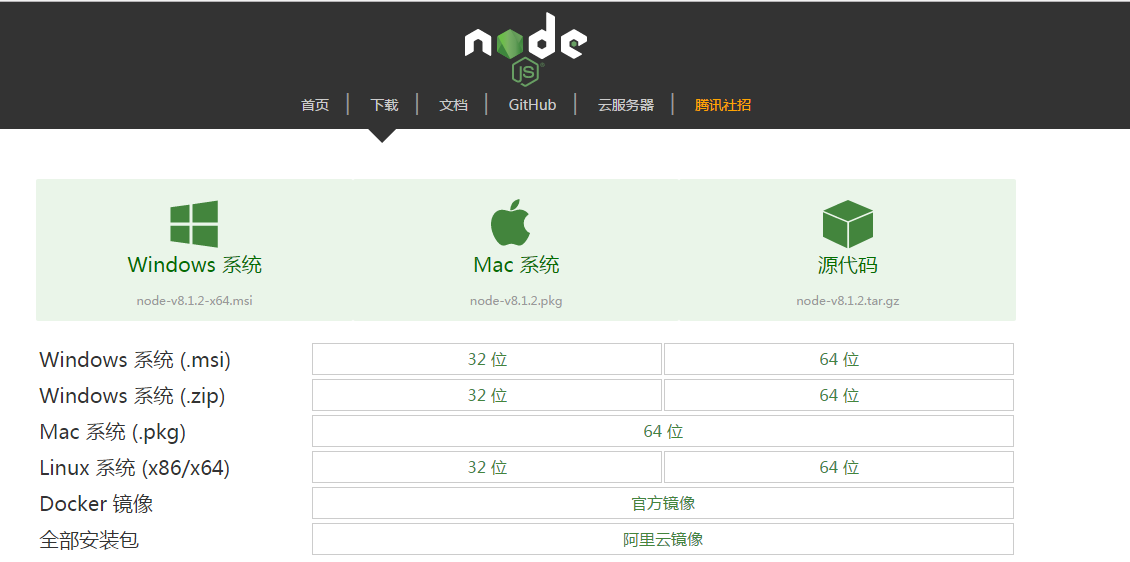 node
JS
首页 | 下载 | 文档 | GitHub | 云服务器 | 腾讯社招
Windows 系统 Mac 系统 源代码
node-v8.1.2-x64.msi node-v8.1.2.pkg node-v8.1.2.tar.gz
Windows 系统 (.msi) 32 位 64 位
Windows 系统 (.zip) 32 位 64 位
Mac 系统 (.pkg) 64 位
Linux 系统 (x86/x64) 32 位 64 位
Docker 镜像 官方镜像
全部安装包 阿里云镜像